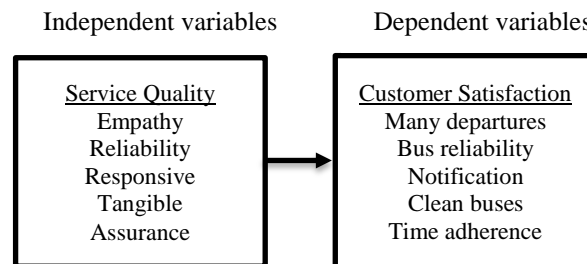 Independent variables
Dependent variables
Service Quality
Empathy
Reliability
Responsive
Tangible
Assurance
Customer Satisfaction
Many departures
Bus reliability
Notification
Clean buses
Time adherence